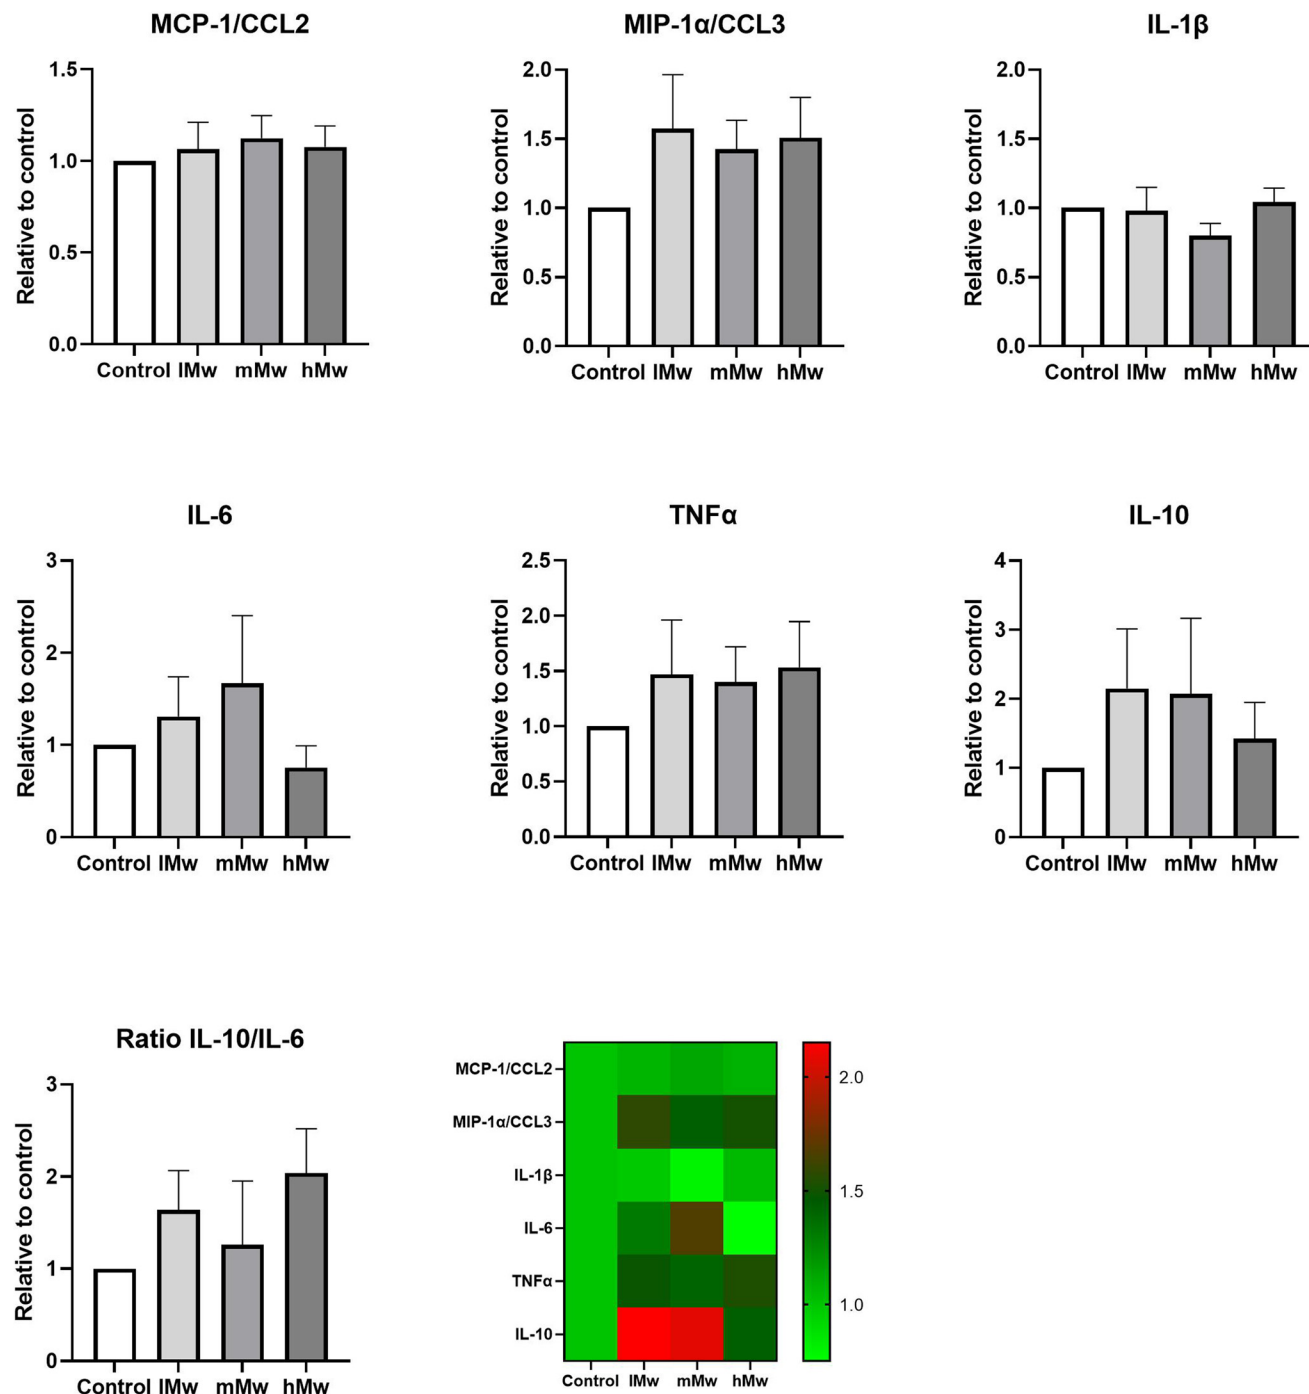 MCP-1/CCL2
Relative to control
1.5
1.0
0.5
0.0
Control lMw mMw hMw
MIP-1α/CCL3
Relative to control
2.0
1.5
1.0
0.5
0.0
Control lMw mMw hMw
IL-1β
Relative to control
2.0
1.5
1.0
0.5
0.0
Control lMw mMw hMw
IL-6
Relative to control
3
2
1
0
Control lMw mMw hMw
TNFα
Relative to control
2.5
2.0
1.5
1.0
0.5
0.0
Control lMw mMw hMw
IL-10
Relative to control
4
3
2
1
0
Control lMw mMw hMw
Ratio IL-10/IL-6
Relative to control
3
2
1
0
Control lMw mMw hMw
MCP-1/CCL2
MIP-1α/CCL3
IL-1β
IL-6
TNFα
IL-10
Control lMw mMw hMw
2.0
1.5
1.0